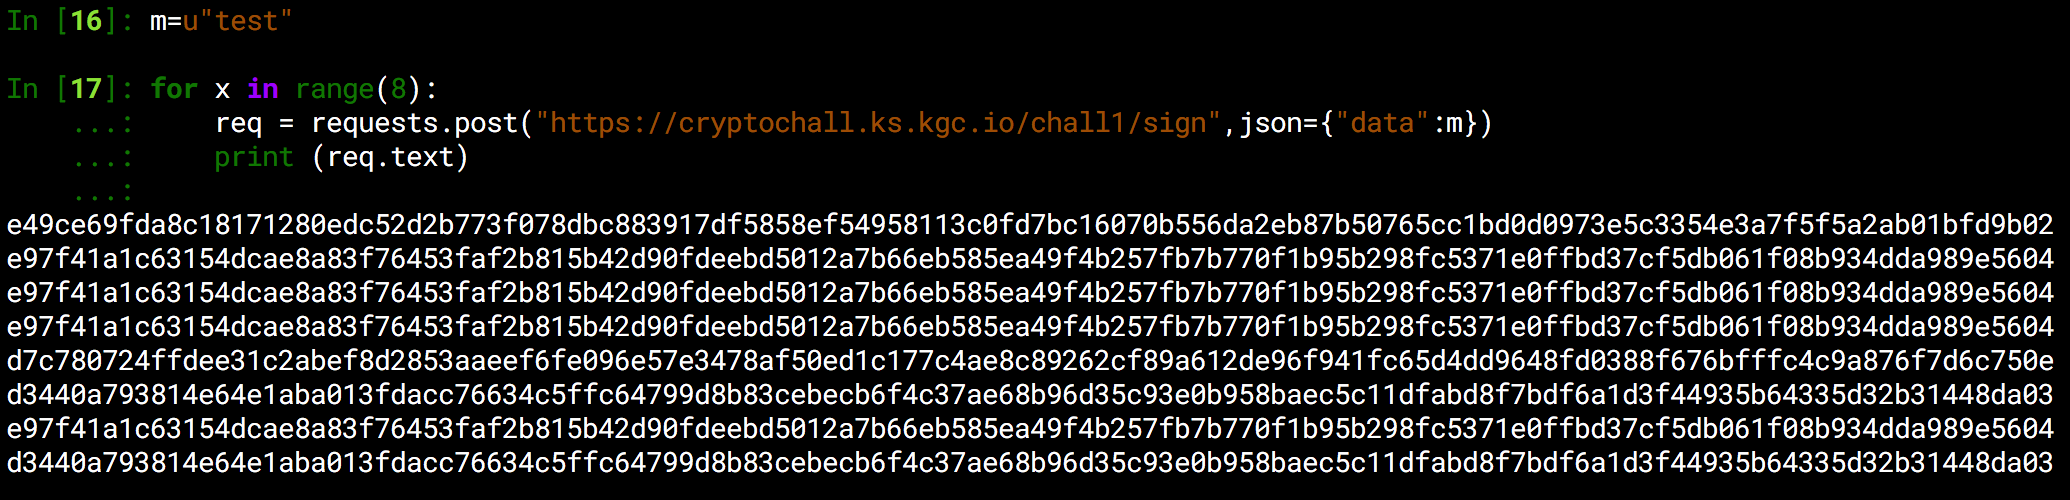 In [16]: m=u"test"
In [17]: for x in range(8):
...: req = requests.post("https://cryptochall.ks.kgc.io/chall1/sign",json={"data":m})
...: print (req.text)
...:
e49ce69fda8c18171280edc52d2b773f078dbc883917df5858ef54958113c0fd7bc16070b556da2eb87b50765cc1bd0d0973e5c3354e3a7f5f5a2ab01bfd9b02
e97f41a1c63154dcae8a83f76453faf2b815b42d90fdeebd5012a7b66eb585ea49f4b257fb7b770f1b95b298fc5371e0ffbd37cf5db061f08b934dda989e5604
e97f41a1c63154dcae8a83f76453faf2b815b42d90fdeebd5012a7b66eb585ea49f4b257fb7b770f1b95b298fc5371e0ffbd37cf5db061f08b934dda989e5604
e97f41a1c63154dcae8a83f76453faf2b815b42d90fdeebd5012a7b66eb585ea49f4b257fb7b770f1b95b298fc5371e0ffbd37cf5db061f08b934dda989e5604
d7c780724ffdee31c2abef8d2853aaeef6fe096e57e3478af50ed1c177c4ae8c89262cf89a612de96f941fc65d4dd9648fd0388f676bfffc4c9a876f7d6c750e
d3440a793814e64e1aba013fdacc76634c5ffc64799d8b83cebecb6f4c37ae68b96d35c93e0b958baec5c11dfabd8f7bdf6a1d3f44935b64335d32b31448da03
e97f41a1c63154dcae8a83f76453faf2b815b42d90fdeebd5012a7b66eb585ea49f4b257fb7b770f1b95b298fc5371e0ffbd37cf5db061f08b934dda989e5604
d3440a793814e64e1aba013fdacc76634c5ffc64799d8b83cebecb6f4c37ae68b96d35c93e0b958baec5c11dfabd8f7bdf6a1d3f44935b64335d32b31448da03